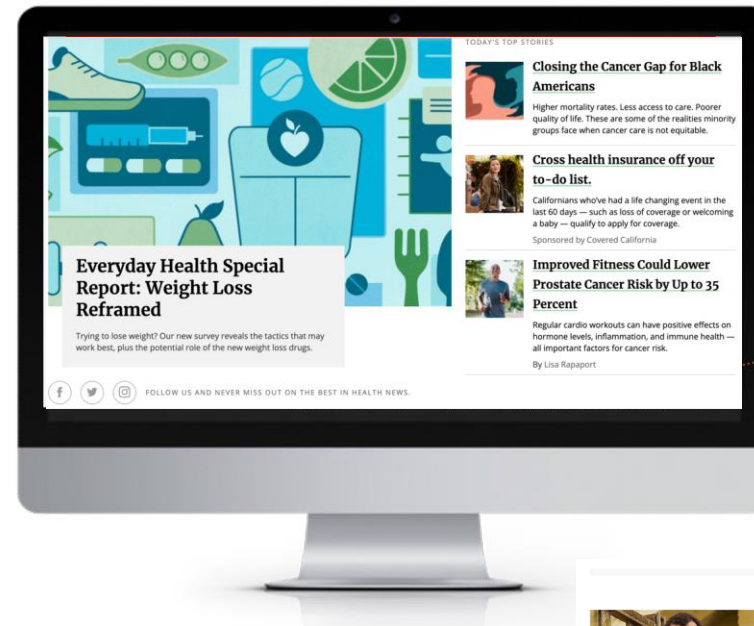 TODAY'S TOP STORIES
Closing the Cancer Gap for Black
Americans
Higher mortality rates. Less access to care. Poorer
quality of life. These are some of the realities minority
groups face when cancer care is not equitable.
Cross health insurance off your
to-do list.
Californians who've had a life changing event in the
last 60 days — such as loss of coverage or welcoming
a baby — qualify to apply for coverage.
Sponsored by Covered California
Improved Fitness Could Lower
Prostate Cancer Risk by Up to 35
Percent
Regular cardio workouts can have positive effects on
hormone levels, inflammation, and immune health —
all important factors for cancer risk.
By Lisa Rapaport
Everyday Health Special
Report: Weight Loss
Reframed
Trying to lose weight? Our new survey reveals the tactics that may
work best, plus the potential role of the new weight loss drugs.
FOLLOW US AND NEVER MISS OUT ON THE BEST IN HEALTH NEWS.